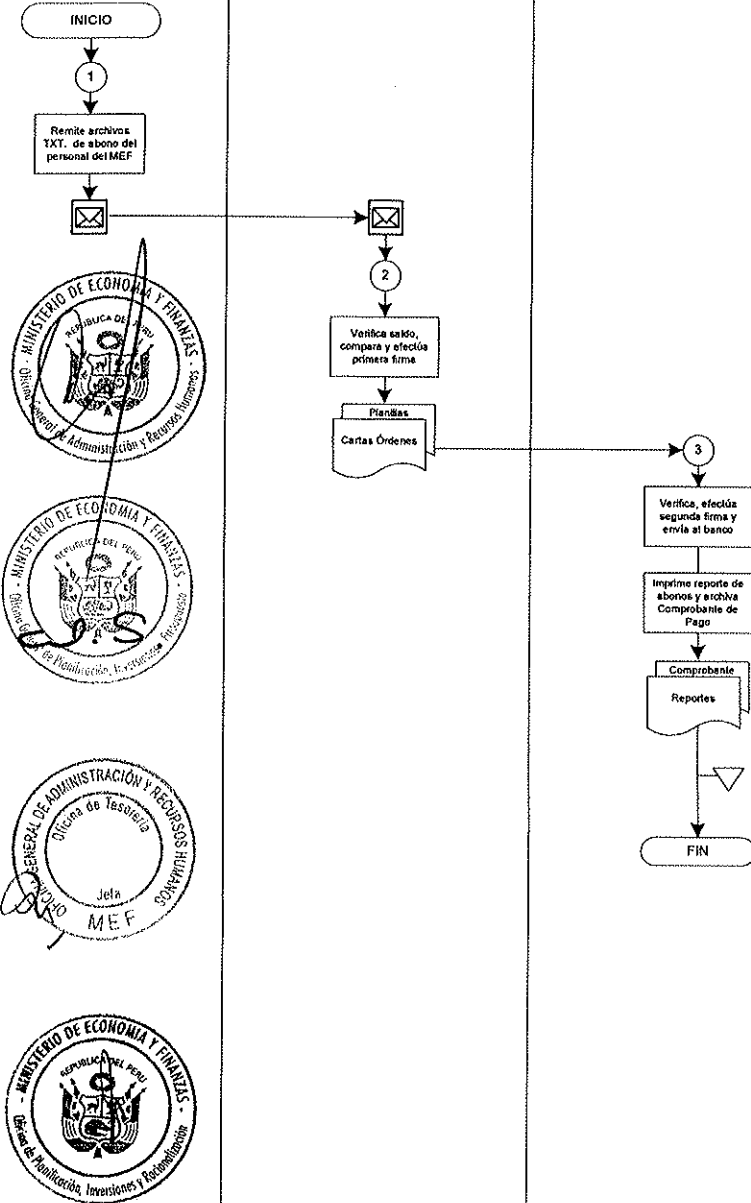 INICIO
1
Remite archivos
TXT. de abono del
personal del MEF
2
Verifica saldo,
compara y efectúa
primera firma
Planillas
Cartas Órdenes
3
Verifica, efectúa
segunda firma y
envía al banco
Imprime reporte de
abonos y archiva
Comprobante de
Pago
Comprobante
Reportes
FIN
- MINISTERIO DE ECONOMIA Y FINANZAS -
REPUBLICA DEL PERU
Oficina General de Administración y Recursos Humanos
- MINISTERIO DE ECONOMIA Y FINANZAS -
REPUBLICA DEL PERU
de Planificación, Inversiones
OFICINA GENERAL DE ADMINISTRACIÓN Y RECURSOS HUMANOS
Oficina de Tesorería
Jefa
MEF
- MINISTERIO DE ECONOMIA Y FINANZAS -
REPUBLICA DEL PERU
Oficina de Planificación, Inversiones y Racionalización